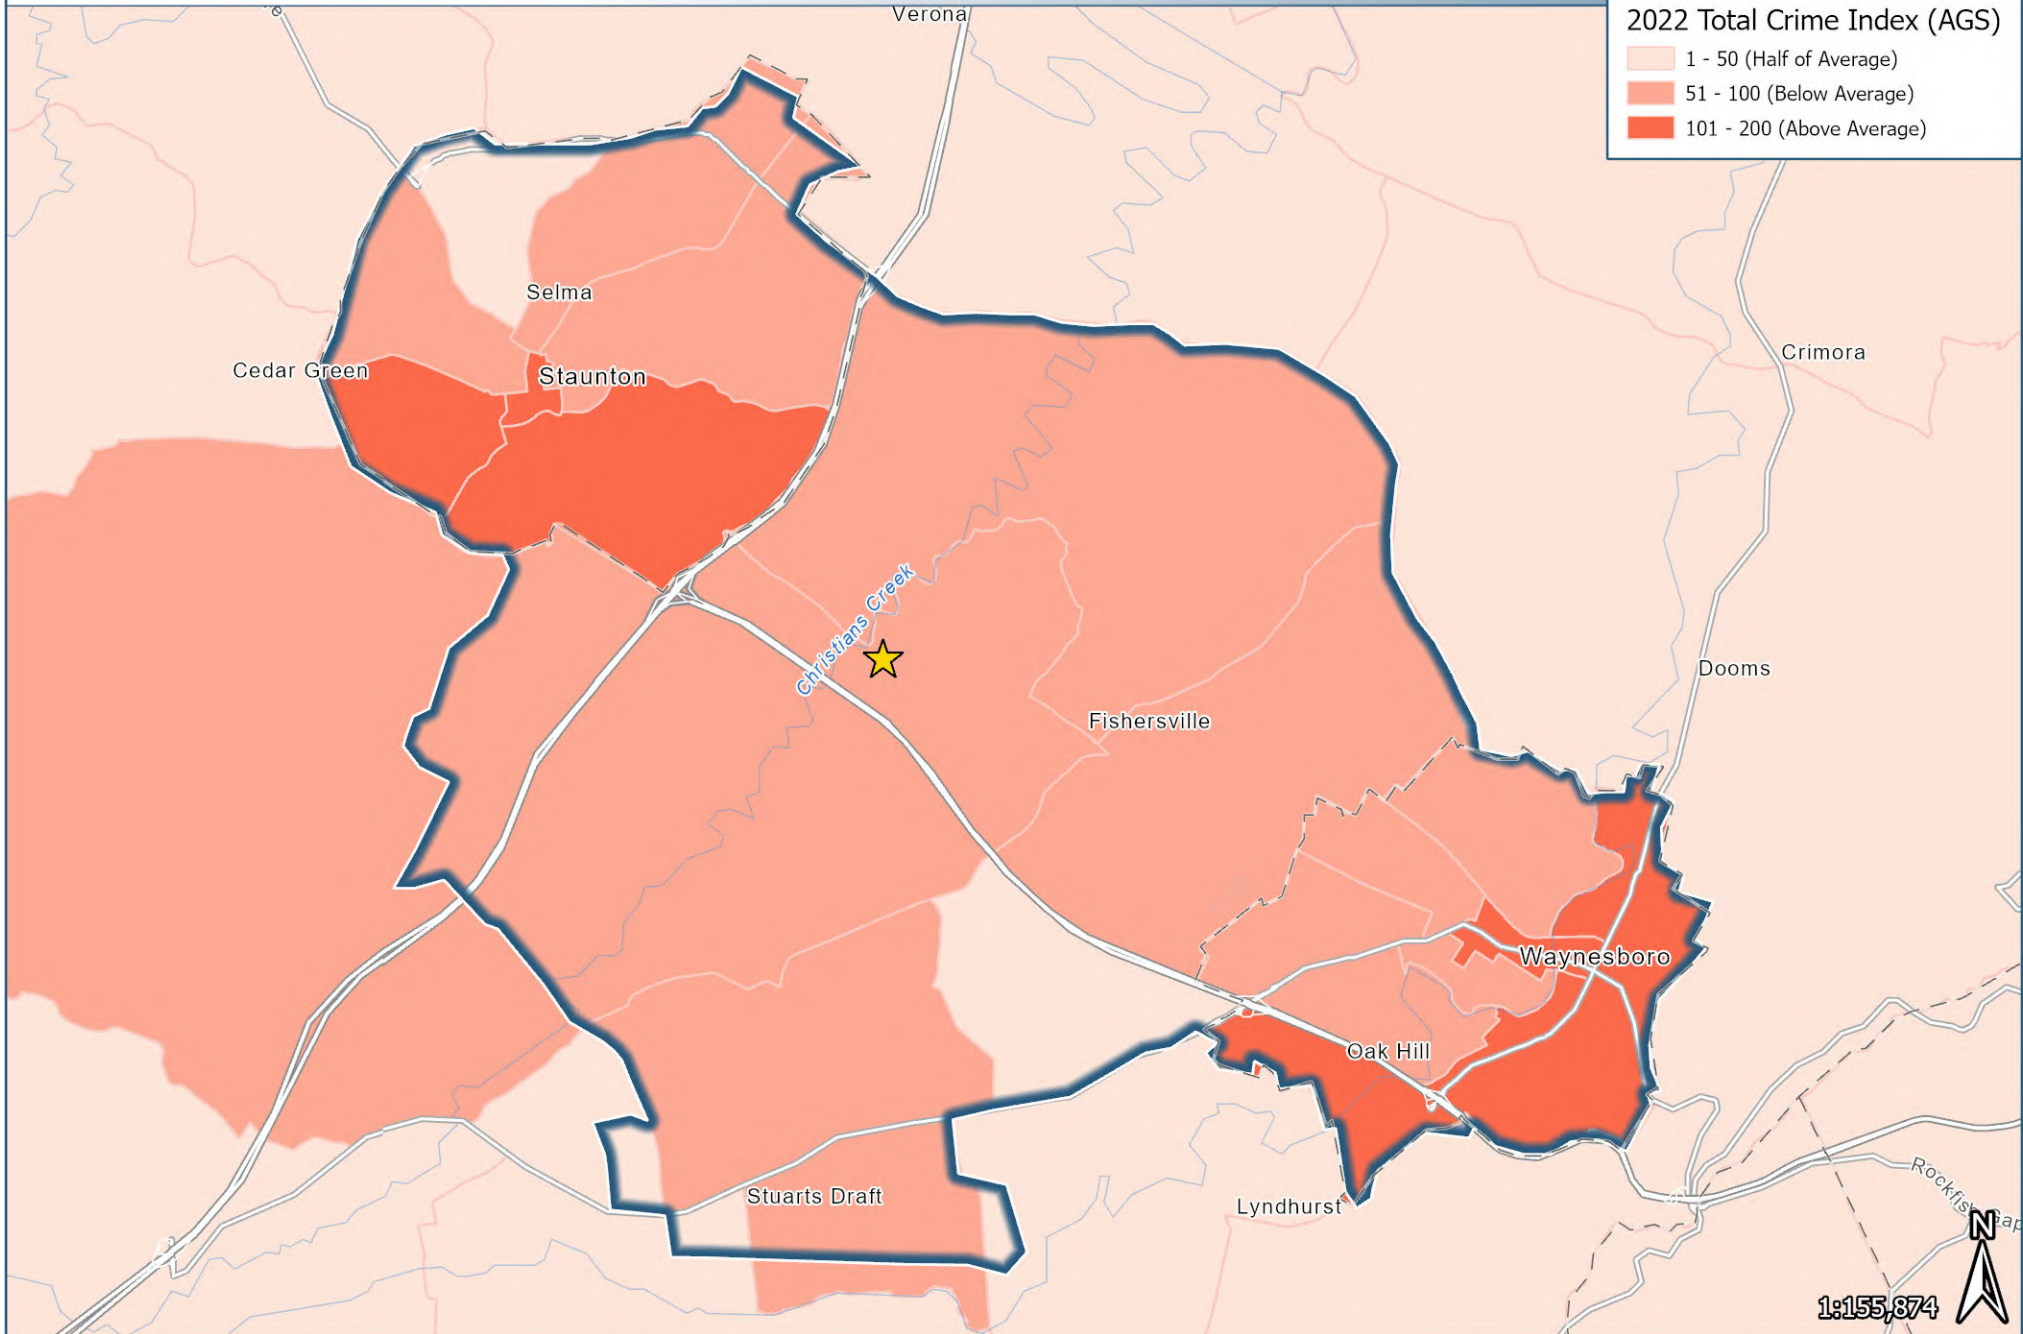 Verona
2022 Total Crime Index (AGS)
1 - 50 (Half of Average)
51 - 100 (Below Average)
101 - 200 (Above Average)
Selma
Cedar Green
Staunton
Crimora
Christians Creek
Dooms
Fishersville
Waynesboro
Oak Hill
Stuarts Draft
Lyndhurst
N
1:155,874